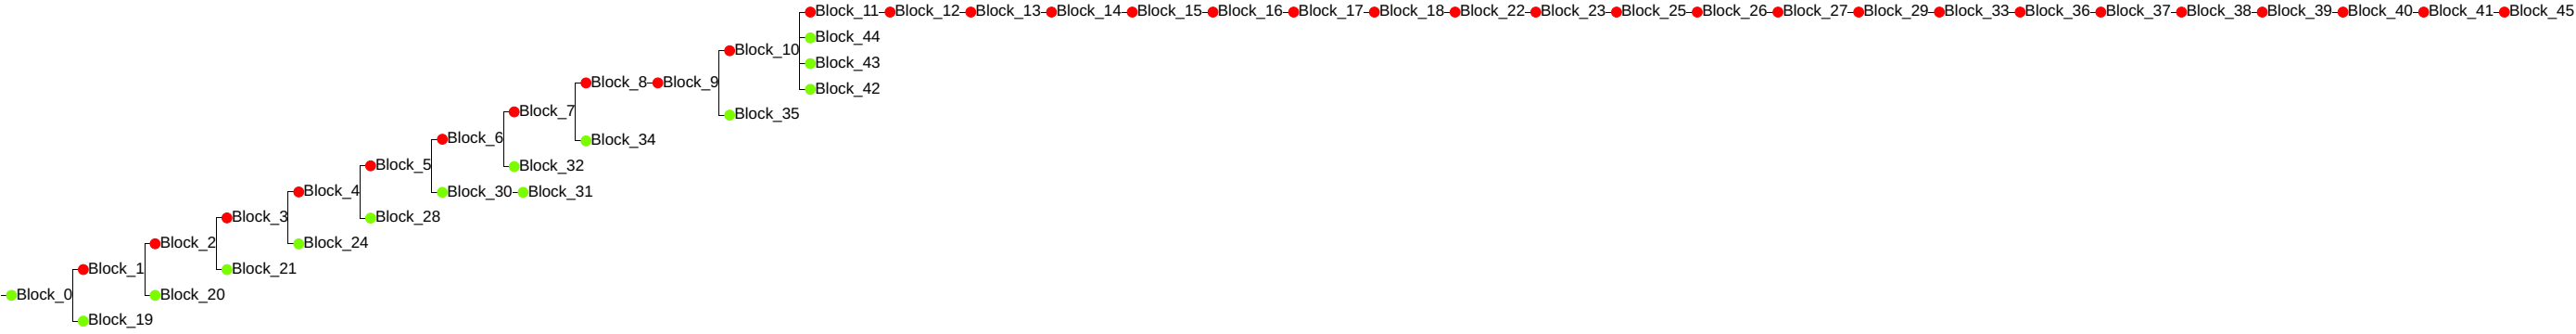 Block_11 Block_12 Block_13 Block_14 Block_15 Block_16 Block_17 Block_18 Block_22 Block_23 Block_25 Block_26 Block_27 Block_29 Block_33 Block_36 Block_37 Block_38 Block_39 Block_40 Block_41 Block_45
Block_44
Block_10
Block_43
Block_8 Block_9
Block_42
Block_7
Block_35
Block_6
Block_34
Block_5
Block_32
Block_4
Block_30 Block_31
Block_3
Block_28
Block_2
Block_24
Block_1
Block_21
Block_0
Block_20
Block_19